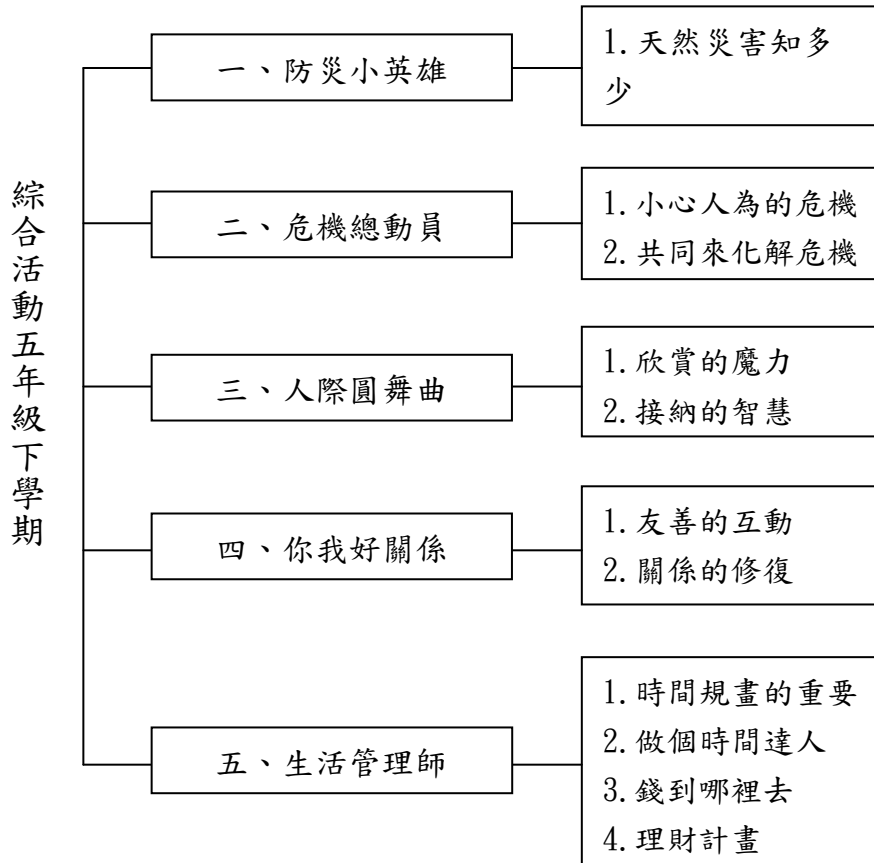 綜合活動五年級下學期
一、防災小英雄
1.天然災害知多
少
二、危機總動員
1.小心人為的危機
2.共同來化解危機
三、人際圓舞曲
1.欣賞的魔力
2.接納的智慧
四、你我好關係
1.友善的互動
2.關係的修復
五、生活管理師
1.時間規畫的重要
2.做個時間達人
3.錢到哪裡去
4.理財計畫